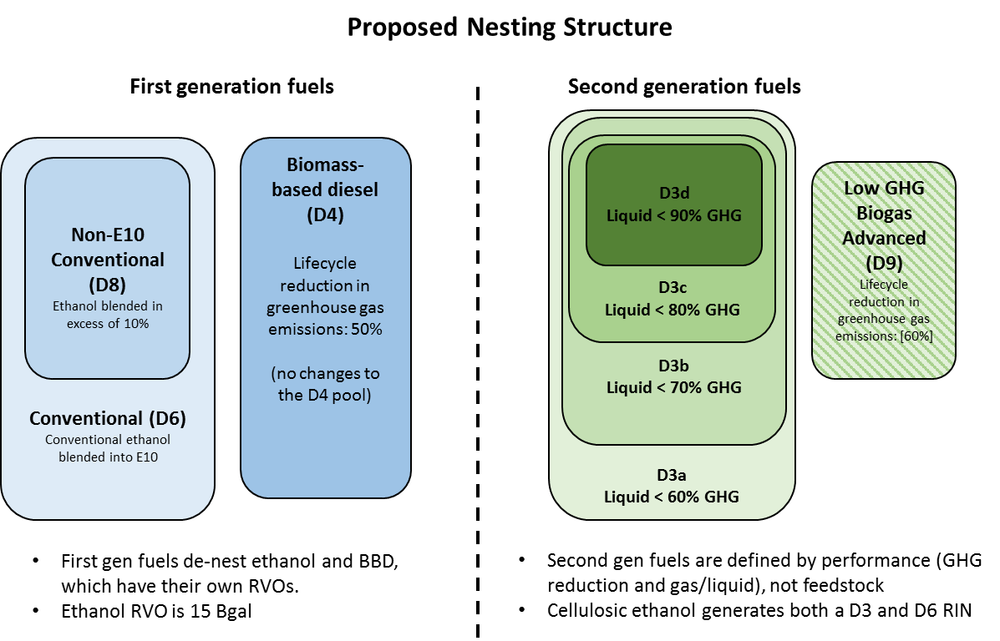 Proposed Nesting Structure
First generation fuels
Non-E10
Conventional
(D8)
Ethanol blended in
excess of 10%
Conventional (D6)
Conventional ethanol
blended into E10
Biomass-
based diesel
(D4)
Lifecycle
reduction in
greenhouse gas
emissions: 50%
(no changes to
the D4 pool)
• First gen fuels de-nest ethanol and BBD,
which have their own RVOs.
• Ethanol RVO is 15 Bgal
Second generation fuels
D3d
Liquid < 90% GHG
D3c
Liquid < 80% GHG
D3b
Liquid < 70% GHG
D3a
Liquid < 60% GHG
Low GHG
Biogas
Advanced
(D9)
Lifecycle
reduction in
greenhouse gas
emissions: [60%]
• Second gen fuels are defined by performance (GHG
reduction and gas/liquid), not feedstock
• Cellulosic ethanol generates both a D3 and D6 RIN